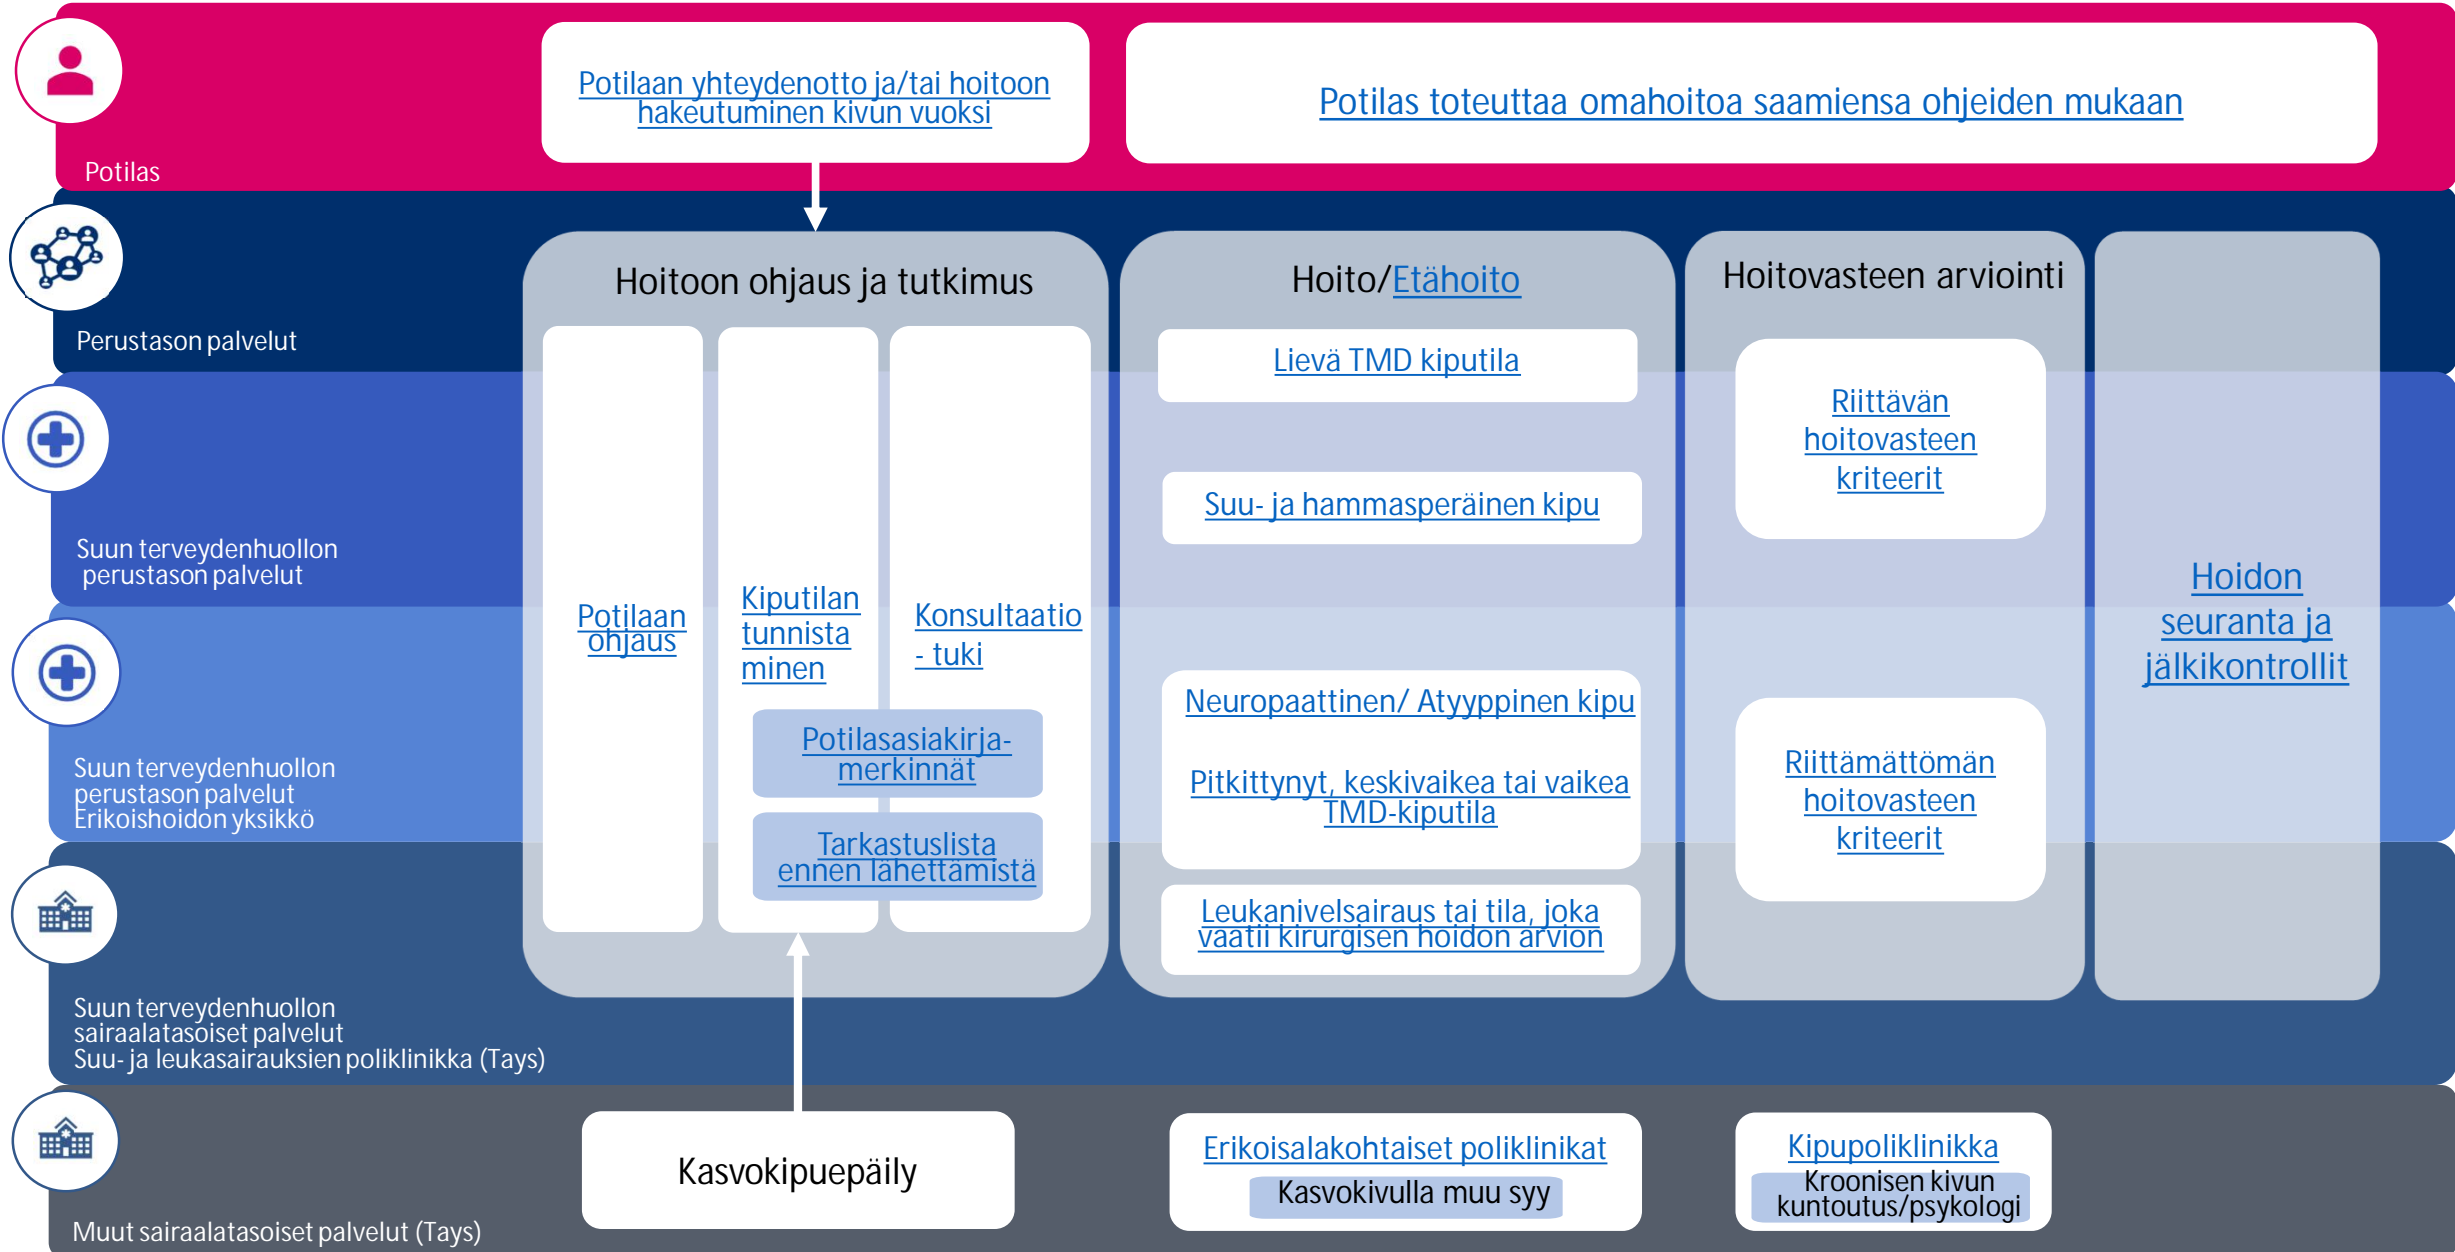 Potilaan yhteydenotto ja/tai hoitoon
hakeutuminen kivun vuoksi
Potilas toteuttaa omahoitoa saamiensa ohjeiden mukaan
Potilas
Hoitoon ohjaus ja tutkimus
Hoito/Etähoito
Hoitovasteen arviointi
Perustason palvelut
Lievä TMD kiputila
Riittävän
hoitovasteen
kriteerit
Suu- ja hammasperäinen kipu
Suun terveydenhuollon
perustason palvelut
Potilaan
ohjaus
Kiputilan
tunnista
minen
Konsultaatio
- tuki
Hoidon
seuranta ja
jälkikontrollit
Neuropaattinen/ Atyyppinen kipu
Pitkittynyt, keskivaikea tai vaikea
TMD-kiputila
Potilasasiakirja-
merkinnät
Riittämättömän
hoitovasteen
kriteerit
Suun terveydenhuollon
perustason palvelut
Erikoishoidon yksikkö
Tarkastuslista
ennen lähettämistä
Leukanivelsairaus tai tila, joka
vaatii kirurgisen hoidon arvion
Suun terveydenhuollon
sairaalatasoiset palvelut
Suu- ja leukasairauksien poliklinikka (Tays)
Kasvokipuepäily
Erikoisalakohtaiset poliklinikat
Kasvokivulla muu syy
Kipupoliklinikka
Kroonisen kivun
kuntoutus/psykologi
Muut sairaalatasoiset palvelut (Tays)